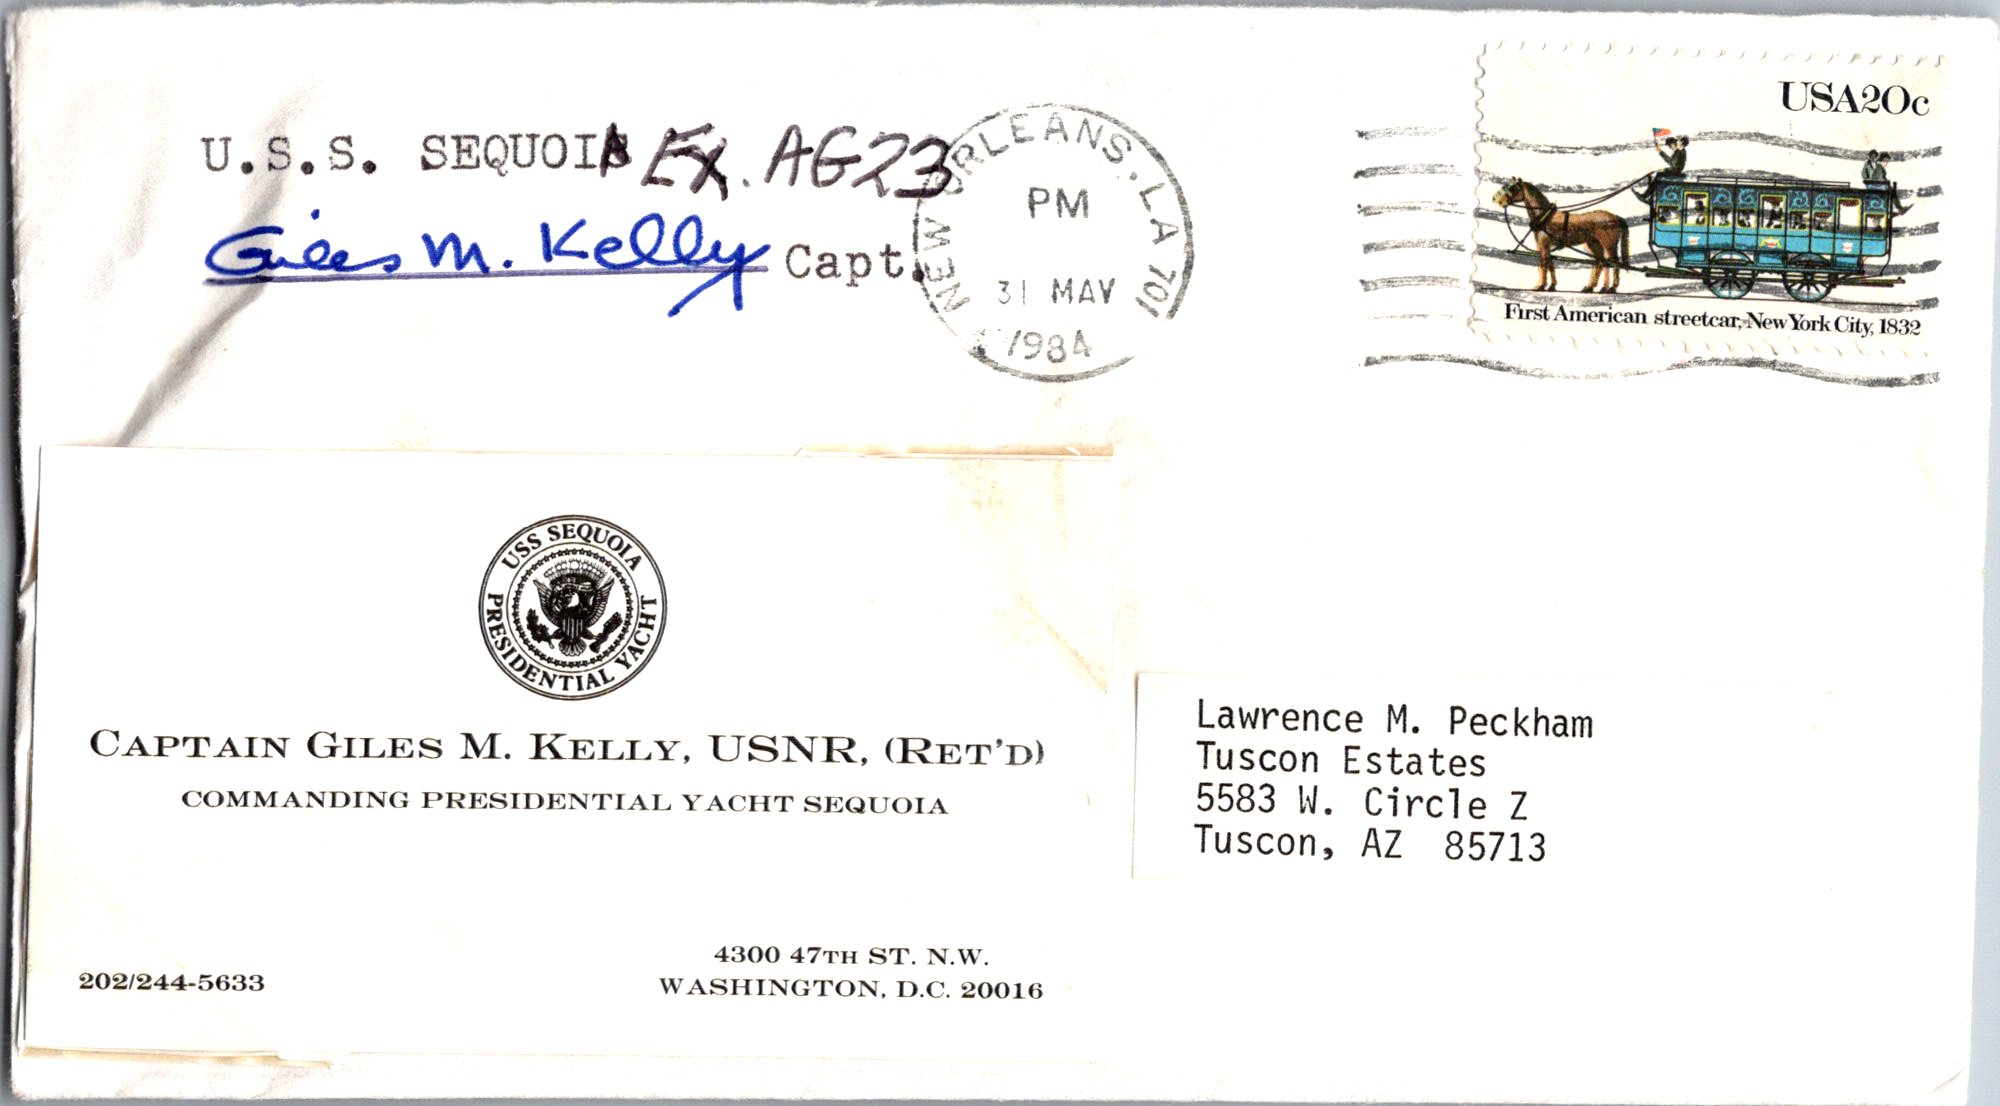 U.S.S. SEQUOIA Ex. AG23
Giles M. Kelly Capt.
NEW ORLEANS, LA 701
PM
31 MAY
1984
USA20c
First American streetcar, New York City, 1832
USS SEQUOIA
PRESIDENTIAL YACHT
CAPTAIN GILES M. KELLY, USNR, (RET'D)
COMMANDING PRESIDENTIAL YACHT SEQUOIA
202/244-5633
4300 47TH ST. N.W.
WASHINGTON, D.C. 20016
Lawrence M. Peckham
Tuscon Estates
5583 W. Circle Z
Tuscon, AZ 85713